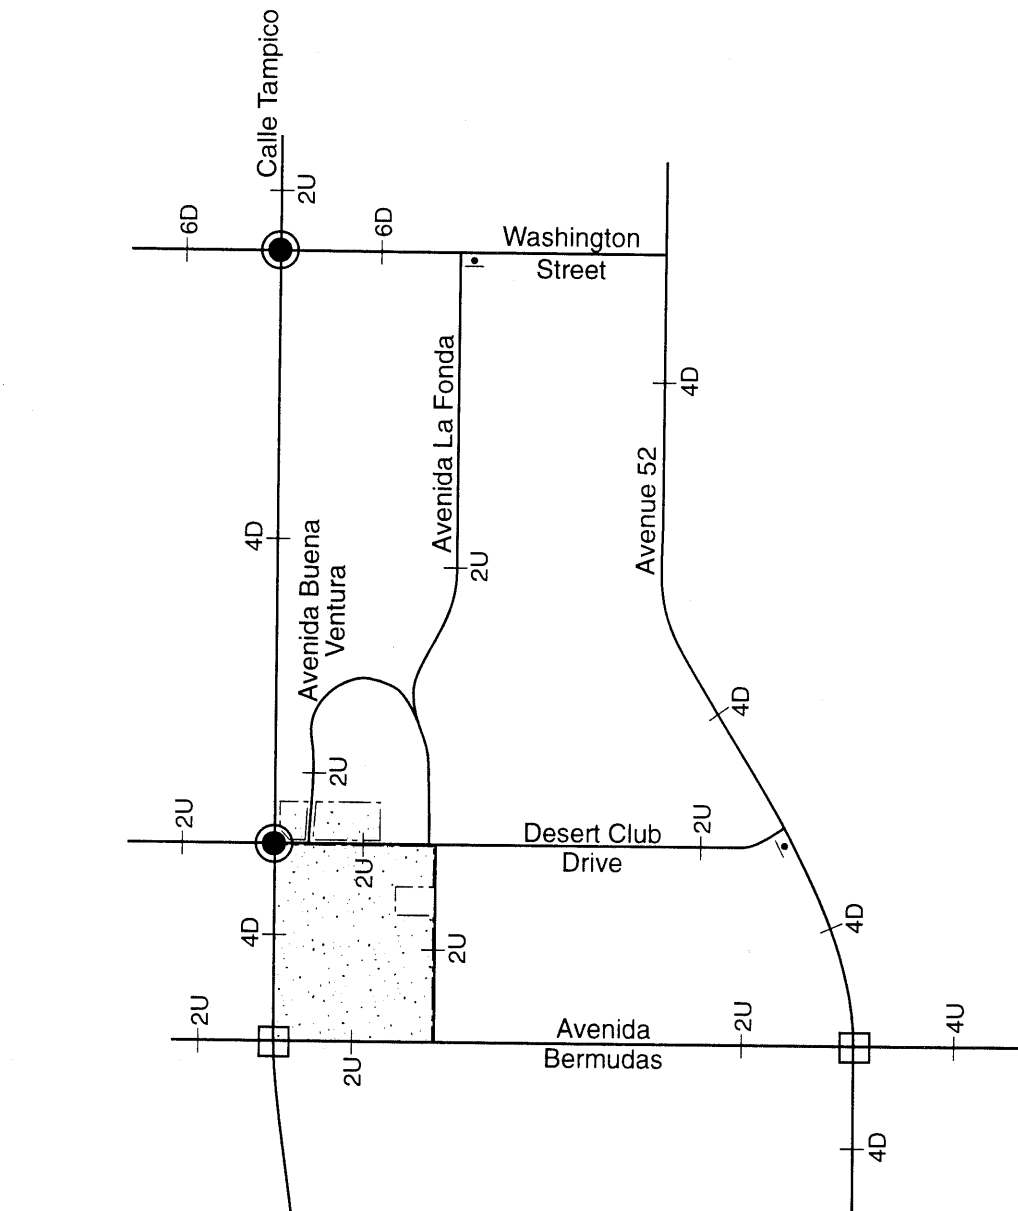 Calle Tampico
2U
6D
6D
Washington
Street
Avenida La Fonda
4D
Avenue 52
4D
Avenida Buena
Ventura
2U
4D
2U
2U
Desert Club
Drive
2U
2U
4D
2U
4D
2U
Avenida
Bermudas
2U
2U
4U
4D